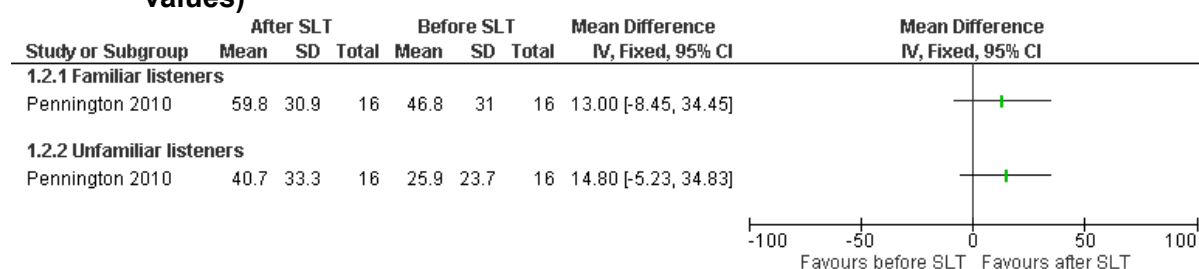 values)
After SLT Before SLT Mean Difference Mean Difference
Study or Subgroup Mean SD Total Mean SD Total IV, Fixed, 95% CI IV, Fixed, 95% CI
1.2.1 Familiar listeners
Pennington 2010 59.8 30.9 16 46.8 31 16 13.00 [-8.45, 34.45]
1.2.2 Unfamiliar listeners
Pennington 2010 40.7 33.3 16 25.9 23.7 16 14.80 [-5.23, 34.83]
-100 -50 0 50 100
Favours before SLT Favours after SLT